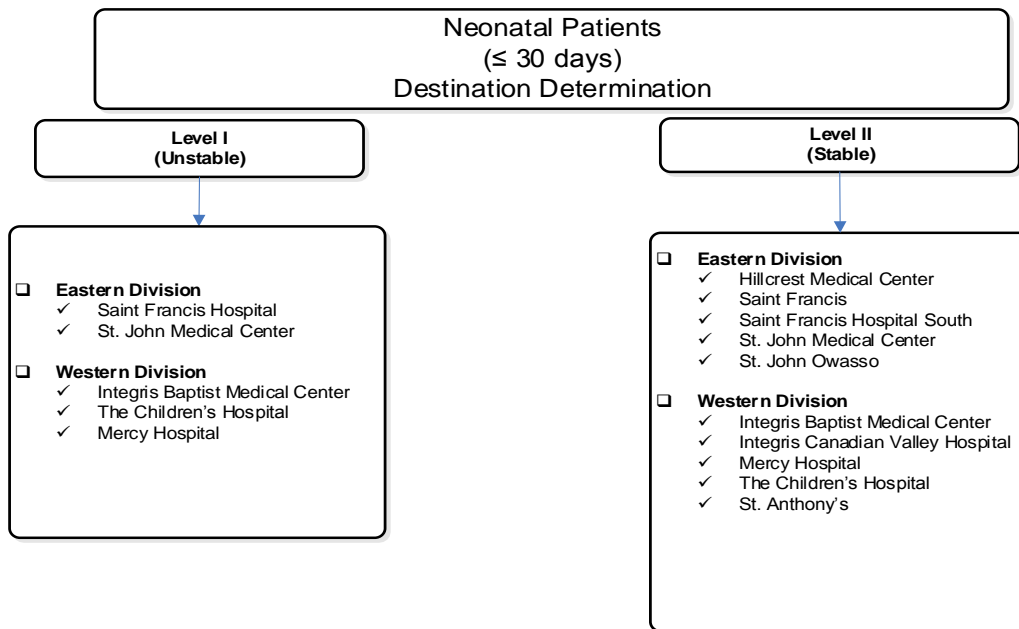 Neonatal Patients
(≤ 30 days)
Destination Determination
Level I
(Unstable)
❑ Eastern Division
✓ Saint Francis Hospital
✓ St. John Medical Center
❑ Western Division
✓ Integris Baptist Medical Center
✓ The Children’s Hospital
✓ Mercy Hospital
Level II
(Stable)
❑ Eastern Division
✓ Hillcrest Medical Center
✓ Saint Francis
✓ Saint Francis Hospital South
✓ St. John Medical Center
✓ St. John Owasso
❑ Western Division
✓ Integris Baptist Medical Center
✓ Integris Canadian Valley Hospital
✓ Mercy Hospital
✓ The Children’s Hospital
✓ St. Anthony’s